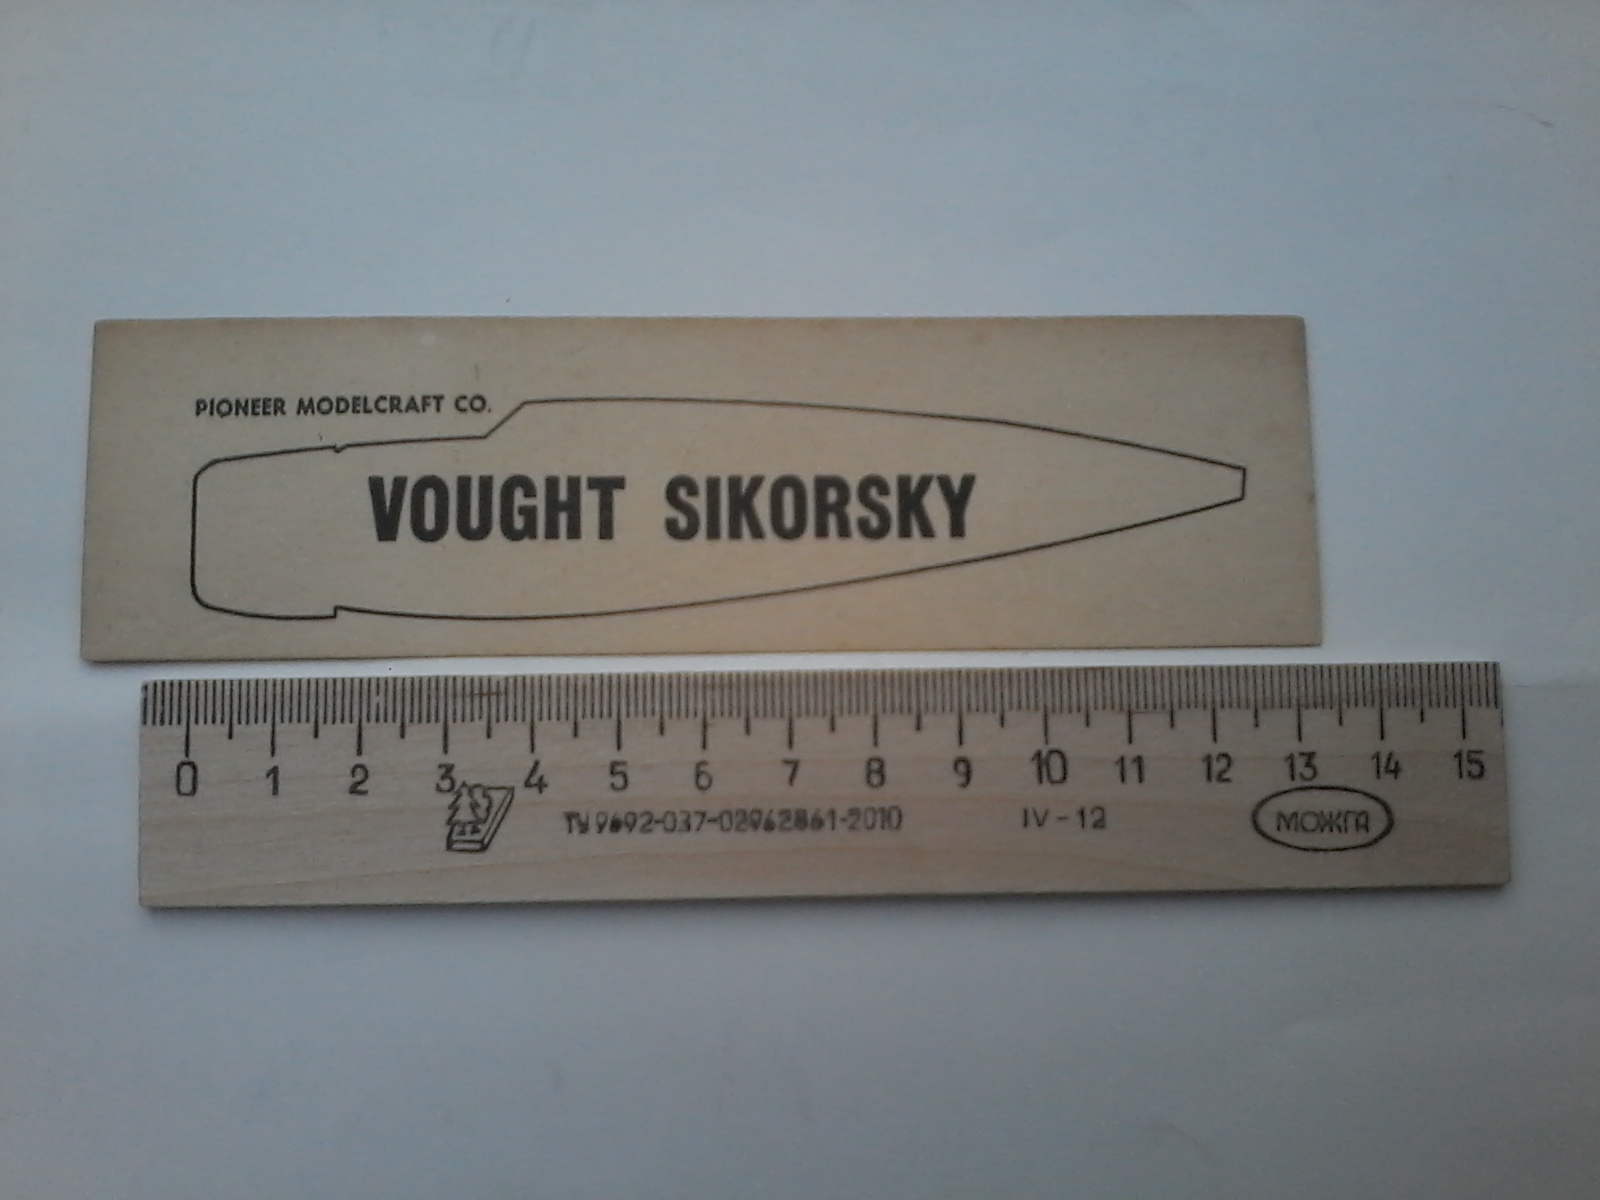 PIONEER MODELCRAFT CO.
VOUGHT SIKORSKY
0 1 2 3 4 5 6 7 8 9 10 11 12 13 14 15
ТУ 9692-037-02962861-2010 IV-12 МОЖГА